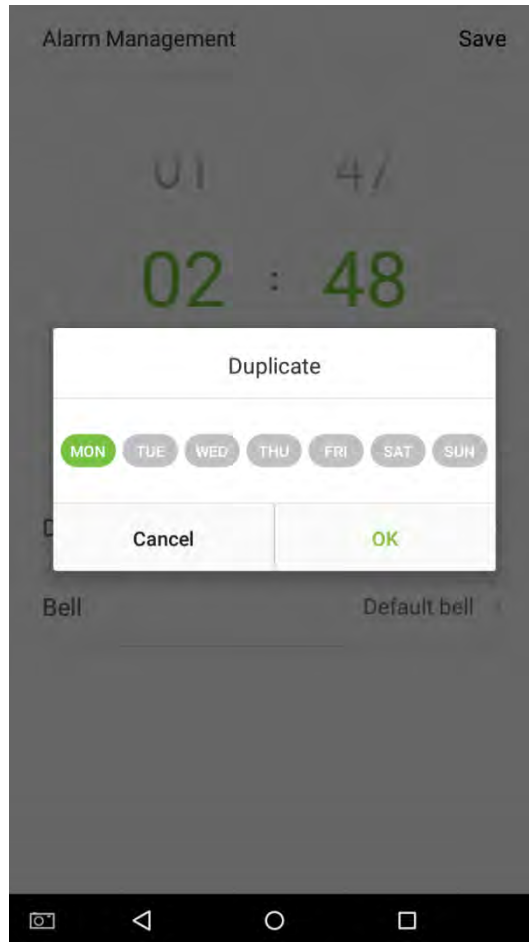 Alarm Management Save
01 47
02 : 48
Duplicate
MON TUE WED THU FRI SAT SUN
Cancel OK
Bell Default bell